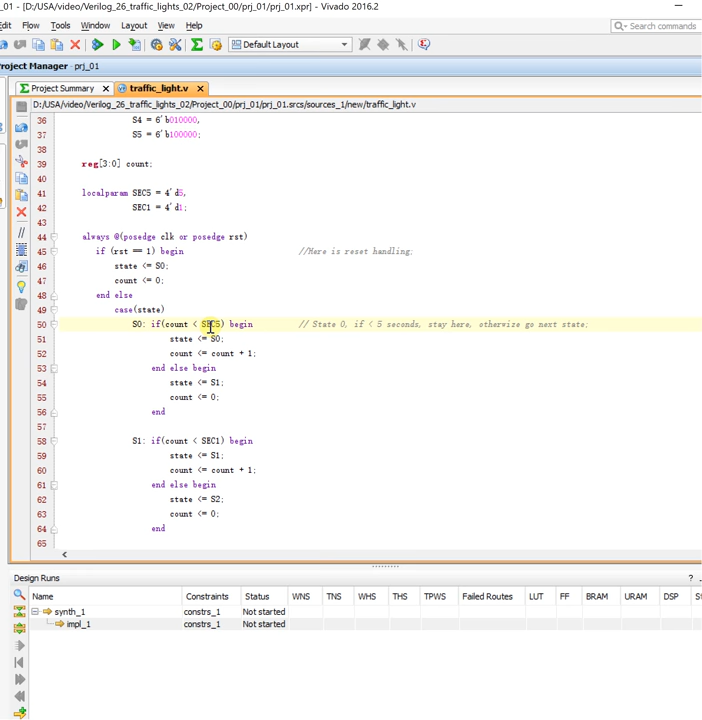 _01 - [D:/USA/video/Verilog_26_traffic_lights_02/Project_00/prj_01/prj_01.xpr] - Vivado 2016.2
Edit Flow Tools Window Layout View Help
Search commands
Default Layout
Project Manager - prj_01
Project Summary traffic_light.v
D:/USA/video/Verilog_26_traffic_lights_02/Project_00/prj_01/prj_01.srcs/sources_1/new/traffic_light.v
36 S4 = 6'b010000,
37 S5 = 6'b100000;
38
39 reg[3:0] count;
40
41 localparam SEC5 = 4'd5,
42 SEC1 = 4'd1;
43
44 always @(posedge clk or posedge rst)
45 if (rst == 1) begin //Here is reset handling;
46 state <= S0;
47 count <= 0;
48 end else
49 case(state)
50 S0: if(count < SEC5) begin // State 0, if < 5 seconds, stay here, otherwize go next state;
51 state <= S0;
52 count <= count + 1;
53 end else begin
54 state <= S1;
55 count <= 0;
56 end
57
58 S1: if(count < SEC1) begin
59 state <= S1;
60 count <= count + 1;
61 end else begin
62 state <= S2;
63 count <= 0;
64 end
65
Design Runs
Name Constraints Status WNS TNS WHS THS TPWS Failed Routes LUT FF BRAM URAM DSP
synth_1 constrs_1 Not started
impl_1 constrs_1 Not started